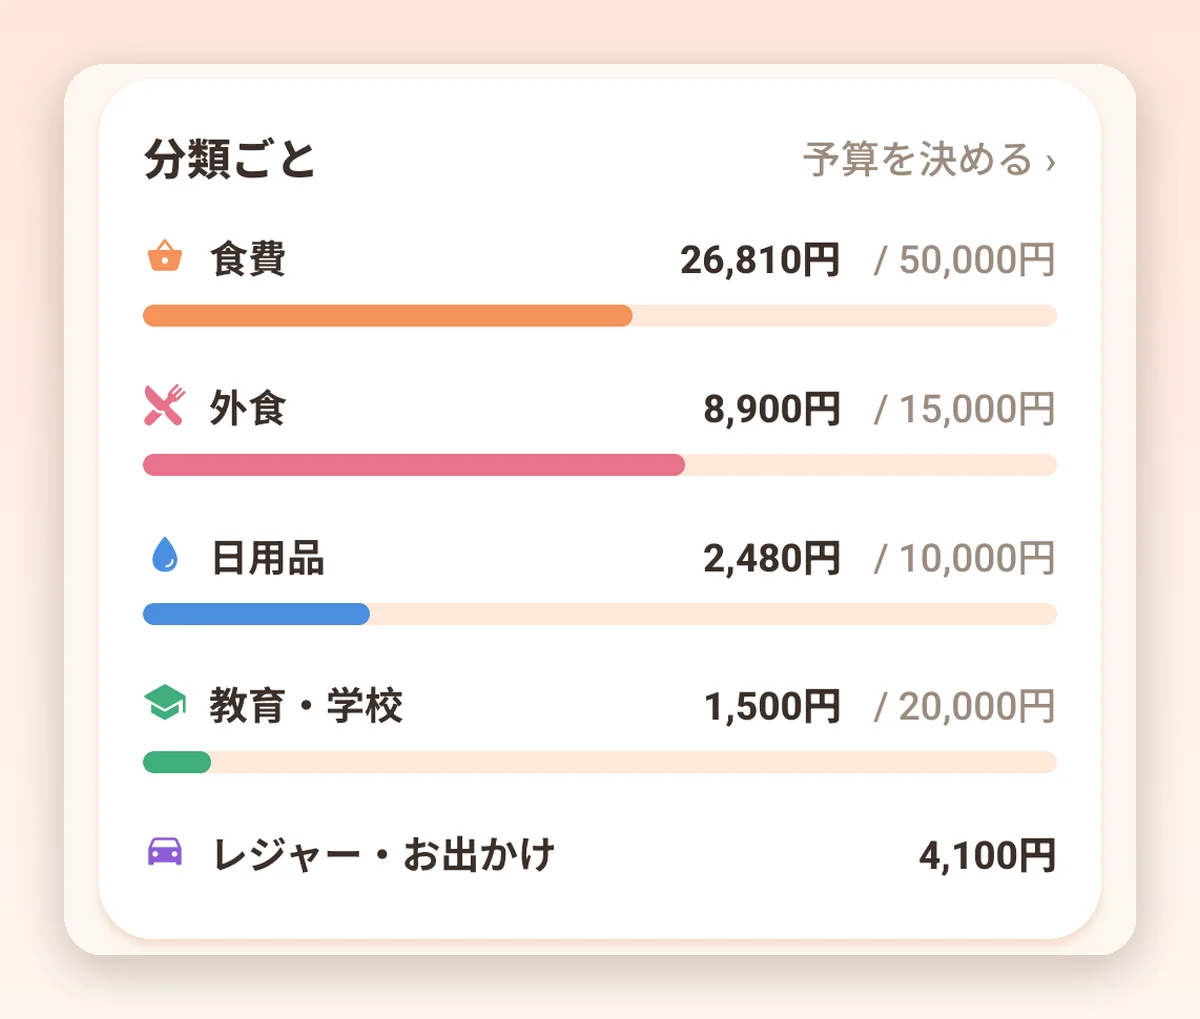 分類ごと 予算を決める ›
食費 26,810円 / 50,000円
外食 8,900円 / 15,000円
日用品 2,480円 / 10,000円
教育・学校 1,500円 / 20,000円
レジャー・お出かけ 4,100円